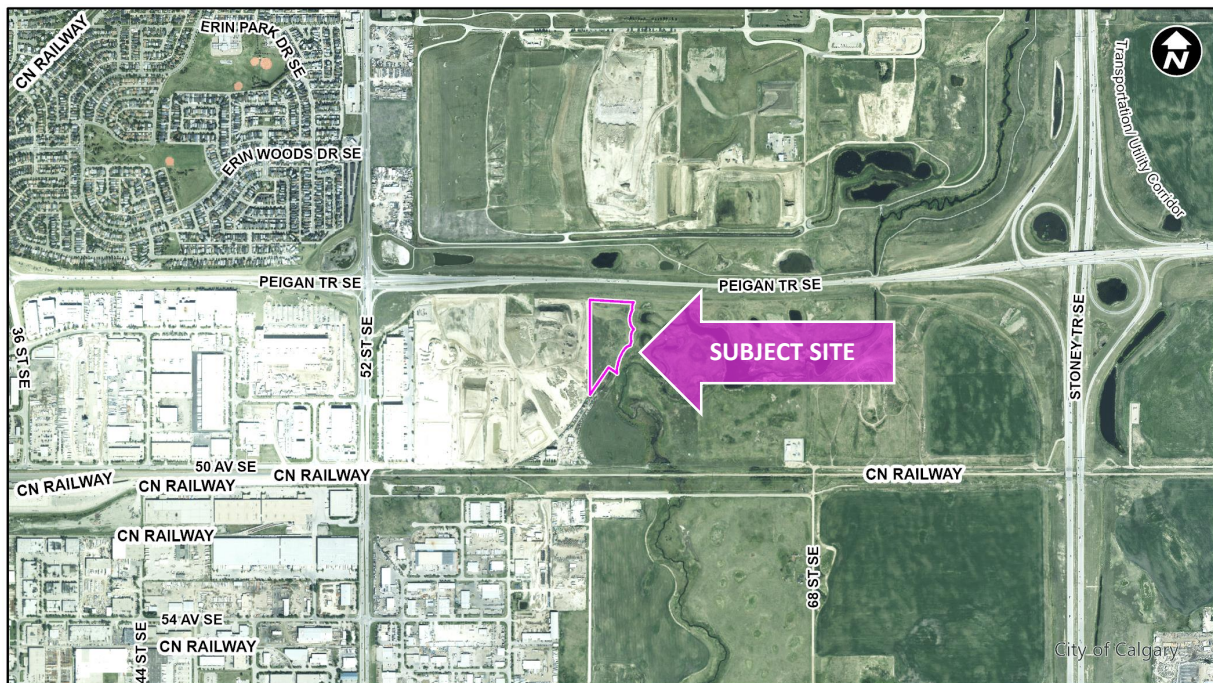 CN RAILWAY
ERIN PARK DR SE
N
Transportation/ Utility Corridor
ERIN WOODS DR SE
PEIGAN TR SE
PEIGAN TR SE
36 ST SE
52 ST SE
SUBJECT SITE
STONEY TR SE
50 AV SE
CN RAILWAY
CN RAILWAY
CN RAILWAY
CN RAILWAY
CN RAILWAY
68 ST SE
54 AV SE
CN RAILWAY
44 ST SE
City of Calgary